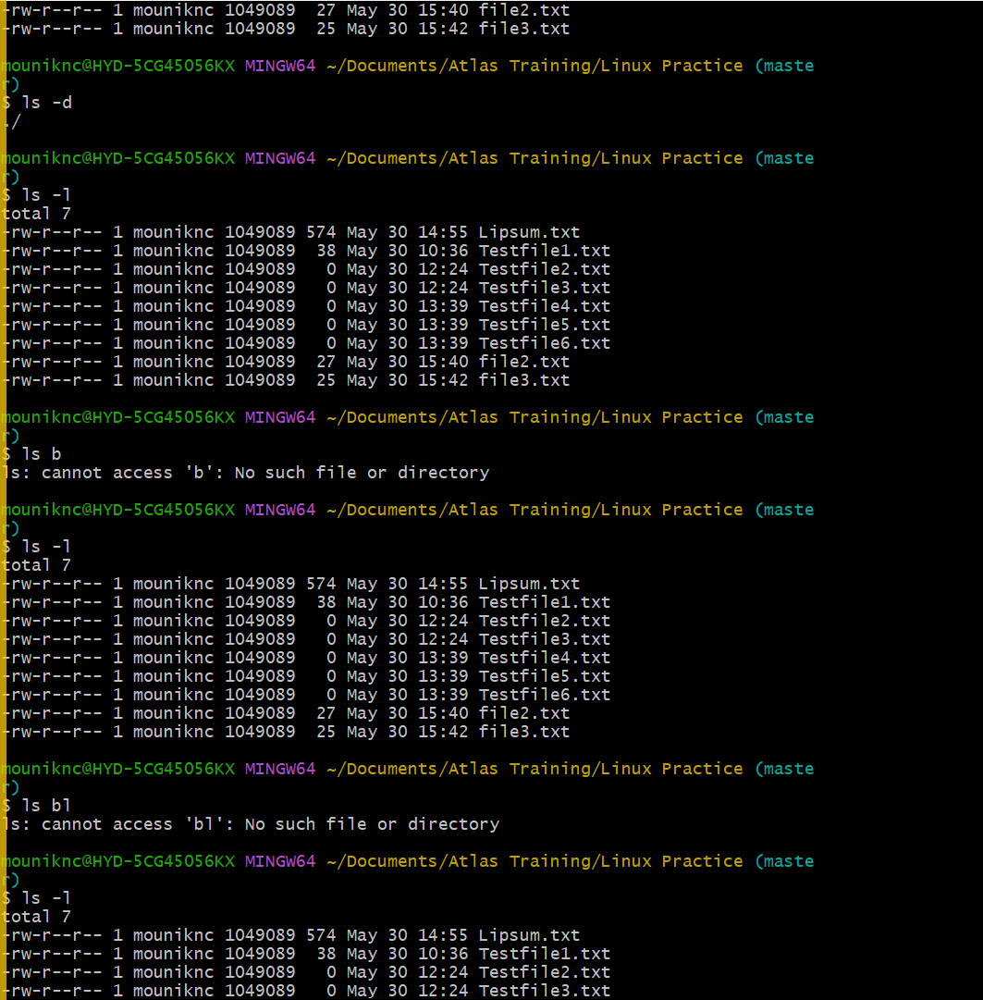 -rw-r--r-- 1 mouniknc 1049089  27 May 30 15:40 file2.txt
-rw-r--r-- 1 mouniknc 1049089  25 May 30 15:42 file3.txt
mouniknc@HYD-5CG45056KX MINGW64 ~/Documents/Atlas Training/Linux Practice (maste
r)
$ ls -d
./
mouniknc@HYD-5CG45056KX MINGW64 ~/Documents/Atlas Training/Linux Practice (maste
r)
$ ls -l
total 7
-rw-r--r-- 1 mouniknc 1049089 574 May 30 14:55 Lipsum.txt
-rw-r--r-- 1 mouniknc 1049089  38 May 30 10:36 Testfile1.txt
-rw-r--r-- 1 mouniknc 1049089   0 May 30 12:24 Testfile2.txt
-rw-r--r-- 1 mouniknc 1049089   0 May 30 12:24 Testfile3.txt
-rw-r--r-- 1 mouniknc 1049089   0 May 30 13:39 Testfile4.txt
-rw-r--r-- 1 mouniknc 1049089   0 May 30 13:39 Testfile5.txt
-rw-r--r-- 1 mouniknc 1049089   0 May 30 13:39 Testfile6.txt
-rw-r--r-- 1 mouniknc 1049089  27 May 30 15:40 file2.txt
-rw-r--r-- 1 mouniknc 1049089  25 May 30 15:42 file3.txt
mouniknc@HYD-5CG45056KX MINGW64 ~/Documents/Atlas Training/Linux Practice (maste
r)
$ ls b
ls: cannot access 'b': No such file or directory
mouniknc@HYD-5CG45056KX MINGW64 ~/Documents/Atlas Training/Linux Practice (maste
r)
$ ls -l
total 7
-rw-r--r-- 1 mouniknc 1049089 574 May 30 14:55 Lipsum.txt
-rw-r--r-- 1 mouniknc 1049089  38 May 30 10:36 Testfile1.txt
-rw-r--r-- 1 mouniknc 1049089   0 May 30 12:24 Testfile2.txt
-rw-r--r-- 1 mouniknc 1049089   0 May 30 12:24 Testfile3.txt
-rw-r--r-- 1 mouniknc 1049089   0 May 30 13:39 Testfile4.txt
-rw-r--r-- 1 mouniknc 1049089   0 May 30 13:39 Testfile5.txt
-rw-r--r-- 1 mouniknc 1049089   0 May 30 13:39 Testfile6.txt
-rw-r--r-- 1 mouniknc 1049089  27 May 30 15:40 file2.txt
-rw-r--r-- 1 mouniknc 1049089  25 May 30 15:42 file3.txt
mouniknc@HYD-5CG45056KX MINGW64 ~/Documents/Atlas Training/Linux Practice (maste
r)
$ ls bl
ls: cannot access 'bl': No such file or directory
mouniknc@HYD-5CG45056KX MINGW64 ~/Documents/Atlas Training/Linux Practice (maste
r)
$ ls -l
total 7
-rw-r--r-- 1 mouniknc 1049089 574 May 30 14:55 Lipsum.txt
-rw-r--r-- 1 mouniknc 1049089  38 May 30 10:36 Testfile1.txt
-rw-r--r-- 1 mouniknc 1049089   0 May 30 12:24 Testfile2.txt
-rw-r--r-- 1 mouniknc 1049089   0 May 30 12:24 Testfile3.txt